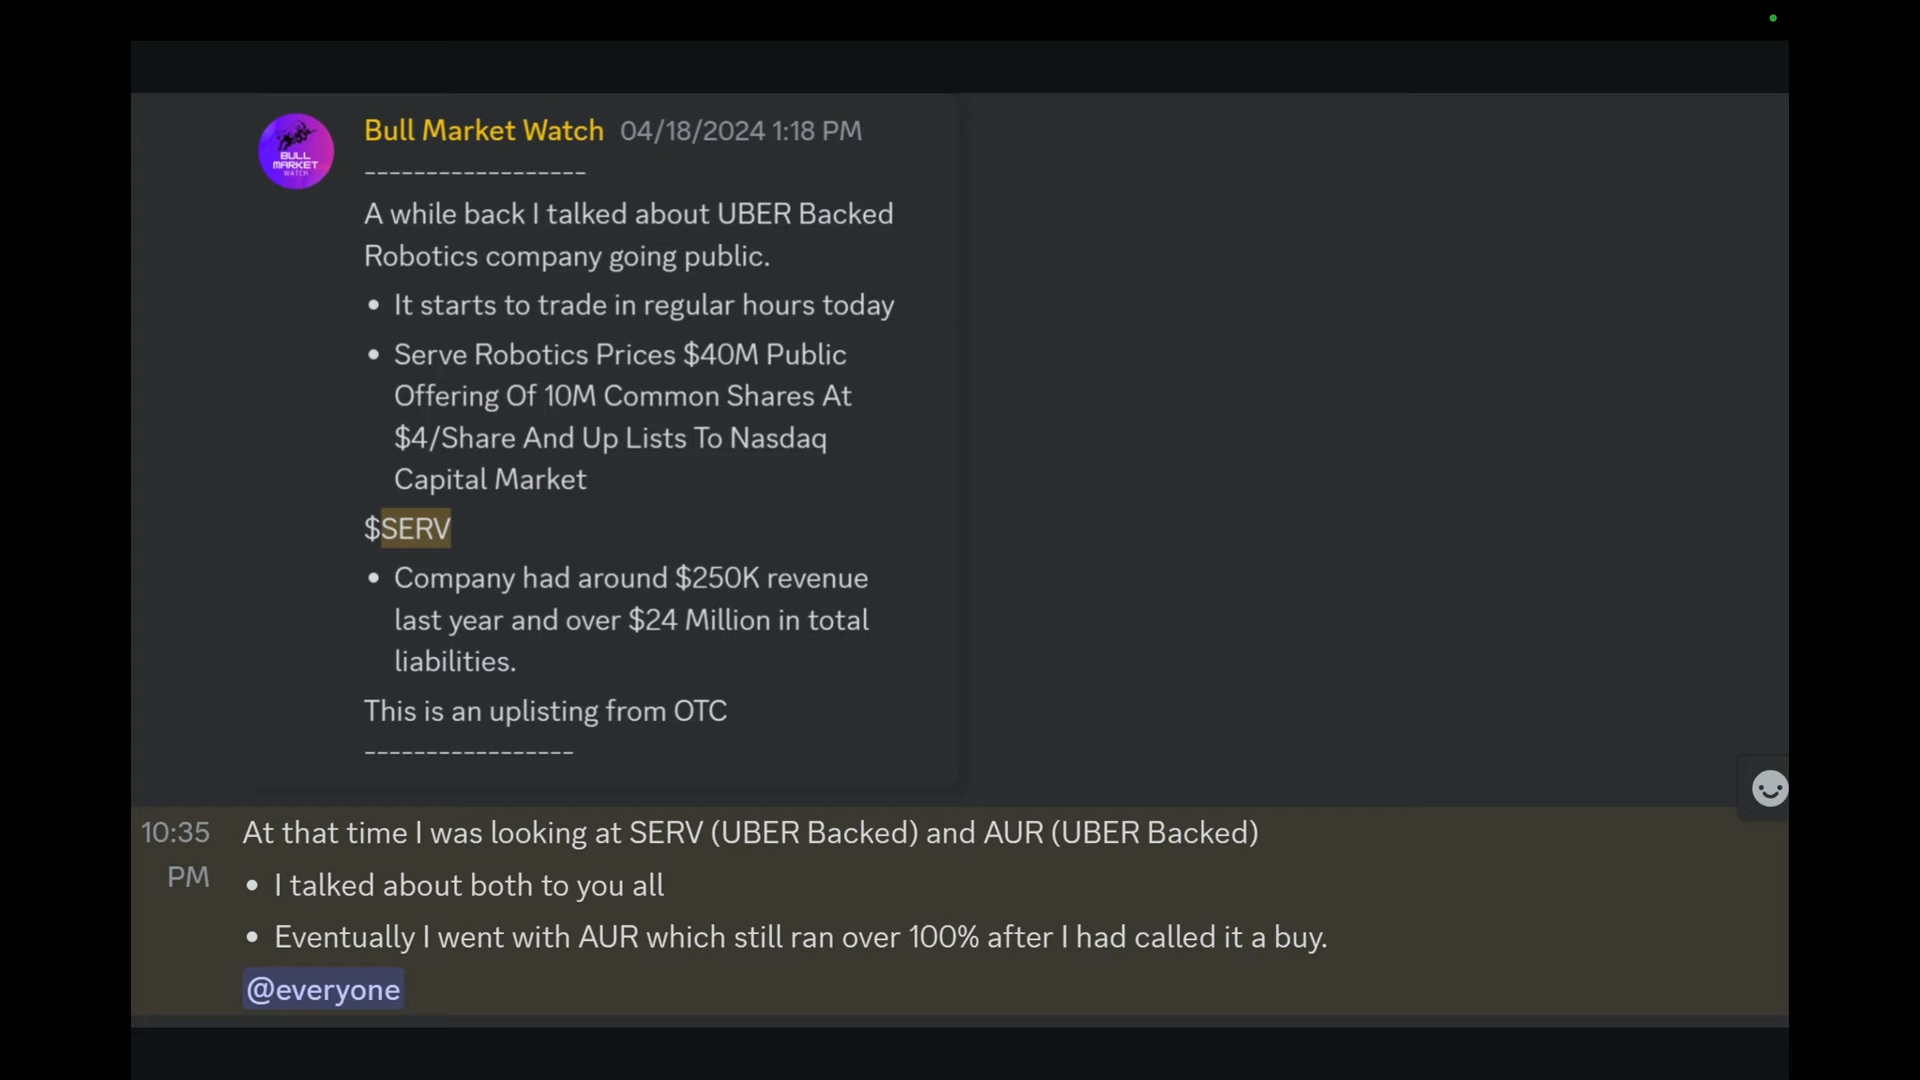 Bull Market Watch 04/18/2024 1:18 PM
BULL
MARKET
WATCH
------------------
A while back I talked about UBER Backed
Robotics company going public.
• It starts to trade in regular hours today
• Serve Robotics Prices $40M Public
Offering Of 10M Common Shares At
$4/Share And Up Lists To Nasdaq
Capital Market
$SERV
• Company had around $250K revenue
last year and over $24 Million in total
liabilities.
This is an uplisting from OTC
-----------------
10:35 At that time I was looking at SERV (UBER Backed) and AUR (UBER Backed)
PM
• I talked about both to you all
• Eventually I went with AUR which still ran over 100% after I had called it a buy.
@everyone